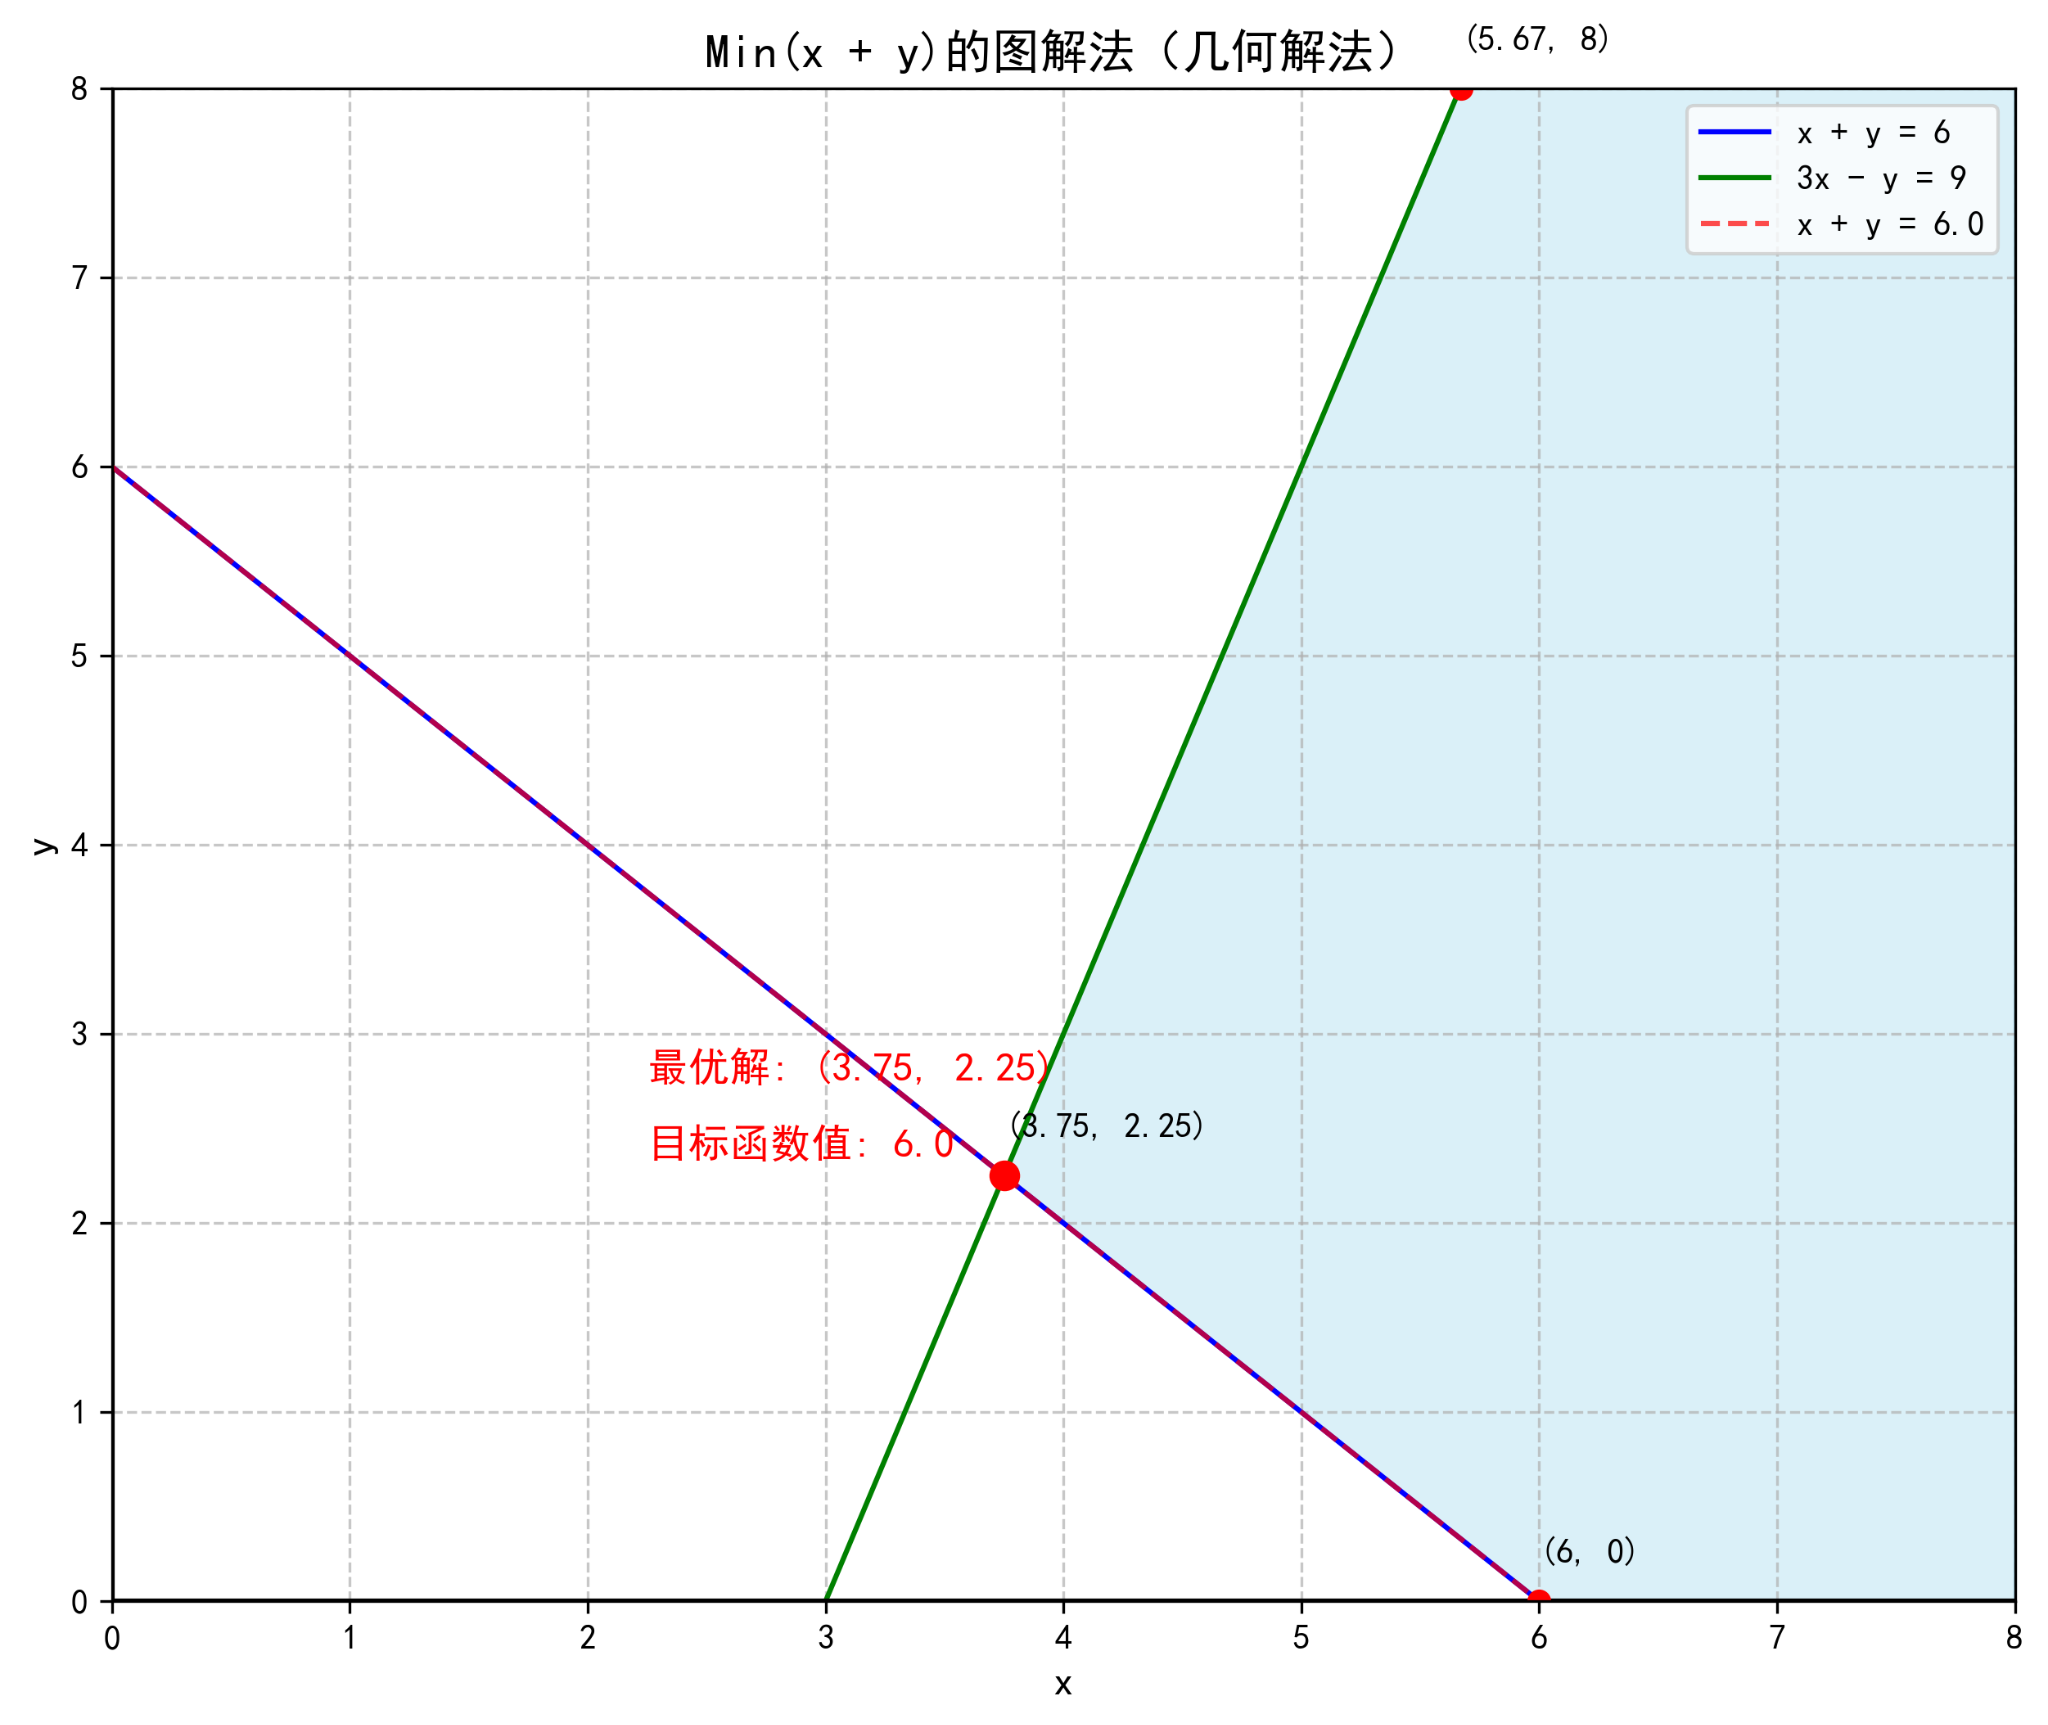 Min(x + y)的图解法（几何解法）
(5.67, 8)
x + y = 6
3x - y = 9
x + y = 6.0
8
7
6
5
4
3
2
1
0
y
最优解: (3.75, 2.25)
(3.75, 2.25)
目标函数值: 6.0
(6, 0)
0 1 2 3 4 5 6 7 8
x